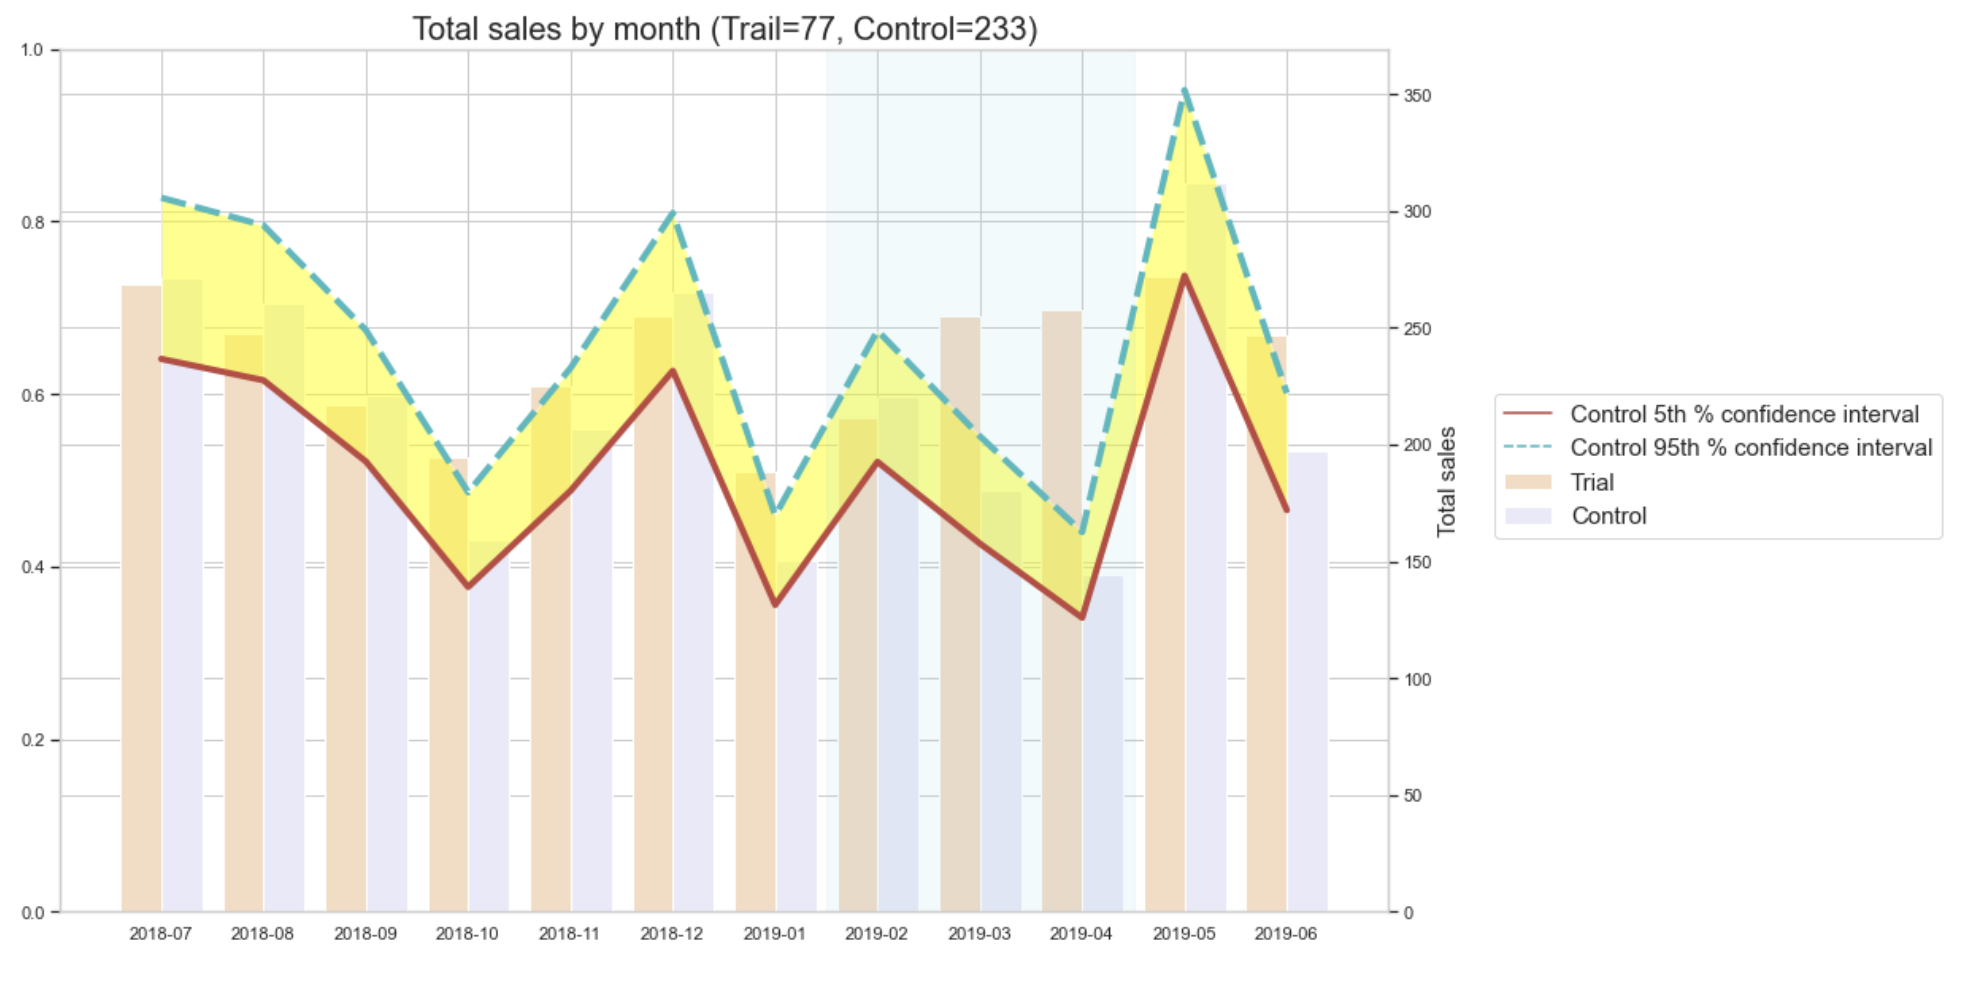 Total sales by month (Trail=77, Control=233)
1.0
0.8
0.6
0.4
0.2
0.0
350
300
250
200
150
100
50
0
Total sales
2018-07 2018-08 2018-09 2018-10 2018-11 2018-12 2019-01 2019-02 2019-03 2019-04 2019-05 2019-06
Control 5th % confidence interval
Control 95th % confidence interval
Trial
Control